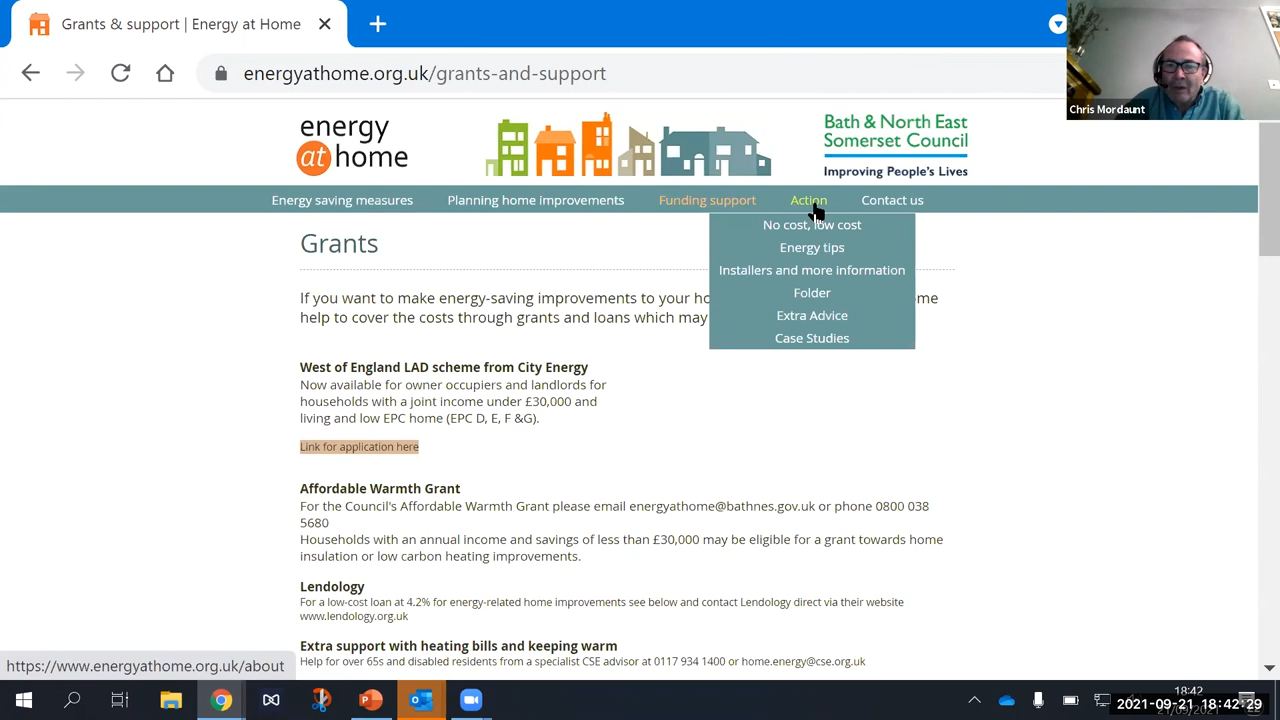 Grants & support | Energy at Home
energyathome.org.uk/grants-and-support
Chris Mordaunt
energy
at home
Bath & North East
Somerset Council
Improving People's Lives
Energy saving measures Planning home improvements Funding support Action Contact us
No cost, low cost
Energy tips
Installers and more information
Folder
Extra Advice
Case Studies
Grants
If you want to make energy-saving improvements to your ho me
help to cover the costs through grants and loans which may
West of England LAD scheme from City Energy
Now available for owner occupiers and landlords for
households with a joint income under £30,000 and
living and low EPC home (EPC D, E, F &G).
Link for application here
Affordable Warmth Grant
For the Council's Affordable Warmth Grant please email energyathome@bathnes.gov.uk or phone 0800 038
5680
Households with an annual income and savings of less than £30,000 may be eligible for a grant towards home
insulation or low carbon heating improvements.
Lendology
For a low-cost loan at 4.2% for energy-related home improvements see below and contact Lendology direct via their website
www.lendology.org.uk
Extra support with heating bills and keeping warm
Help for over 65s and disabled residents from a specialist CSE advisor at 0117 934 1400 or home.energy@cse.org.uk
https://www.energyathome.org.uk/about
18:42
2021-09-21 18:42:29